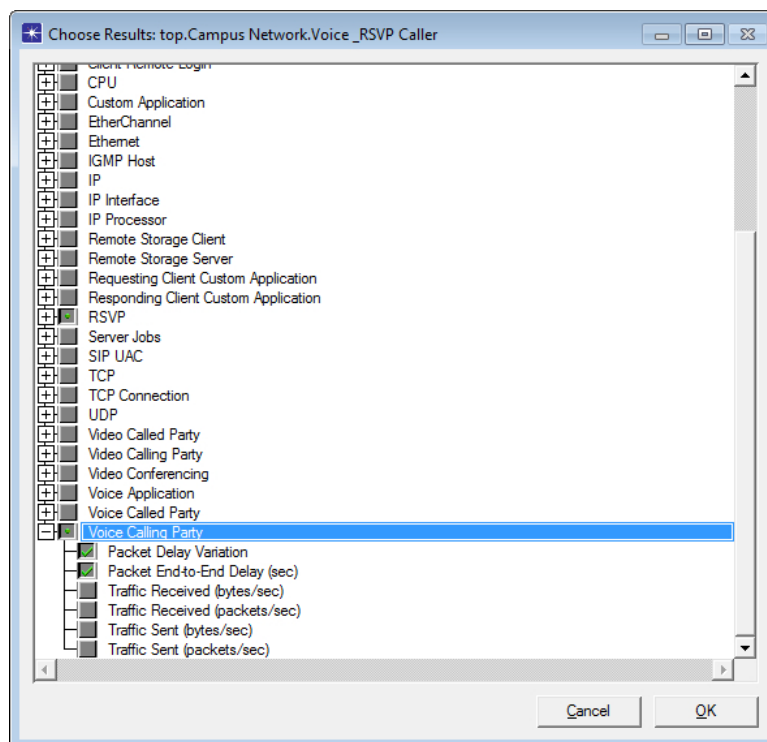 Choose Results: top.Campus Network.Voice _RSVP Caller
Client Remote Login
CPU
Custom Application
EtherChannel
Ethernet
IGMP Host
IP
IP Interface
IP Processor
Remote Storage Client
Remote Storage Server
Requesting Client Custom Application
Responding Client Custom Application
RSVP
Server Jobs
SIP UAC
TCP
TCP Connection
UDP
Video Called Party
Video Calling Party
Video Conferencing
Voice Application
Voice Called Party
Voice Calling Party
Packet Delay Variation
Packet End-to-End Delay (sec)
Traffic Received (bytes/sec)
Traffic Received (packets/sec)
Traffic Sent (bytes/sec)
Traffic Sent (packets/sec)
Cancel OK